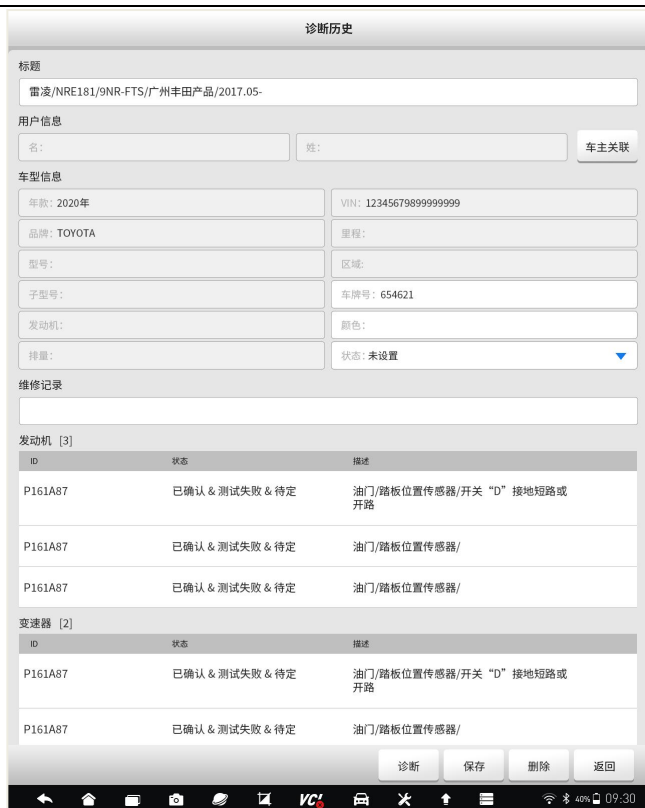 诊断历史
标题
雷凌/NRE181/9NR-FTS/广州丰田产品/2017.05-
用户信息
名:
姓:
车主关联
车型信息
年款: 2020年
VIN: 12345679899999999
品牌: TOYOTA
里程:
型号:
区域:
子型号:
车牌号: 654621
发动机:
颜色:
排量:
状态: 未设置
维修记录
发动机 [3]
ID 状态 描述
P161A87 已确认 & 测试失败 & 待定 油门/踏板位置传感器/开关“D”接地短路或
开路
P161A87 已确认 & 测试失败 & 待定 油门/踏板位置传感器/
P161A87 已确认 & 测试失败 & 待定 油门/踏板位置传感器/
变速器 [2]
ID 状态 描述
P161A87 已确认 & 测试失败 & 待定 油门/踏板位置传感器/开关“D”接地短路或
开路
P161A87 已确认 & 测试失败 & 待定 油门/踏板位置传感器/
诊断 保存 删除 返回
VCI 40% 09:30